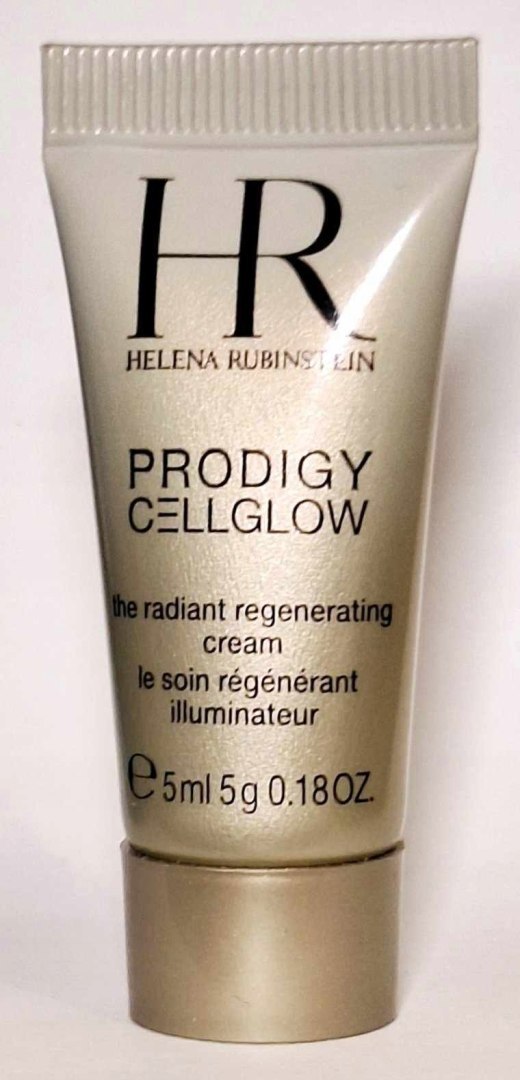 HR
HELENA RUBINSTEIN
PRODIGY
CELLGLOW
the radiant regenerating
cream
le soin régénérant
illuminateur
℮ 5ml 5g 0.18OZ.